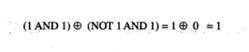 (1 AND 1) ⊕ (NOT 1 AND 1) = 1 ⊕ 0 = 1